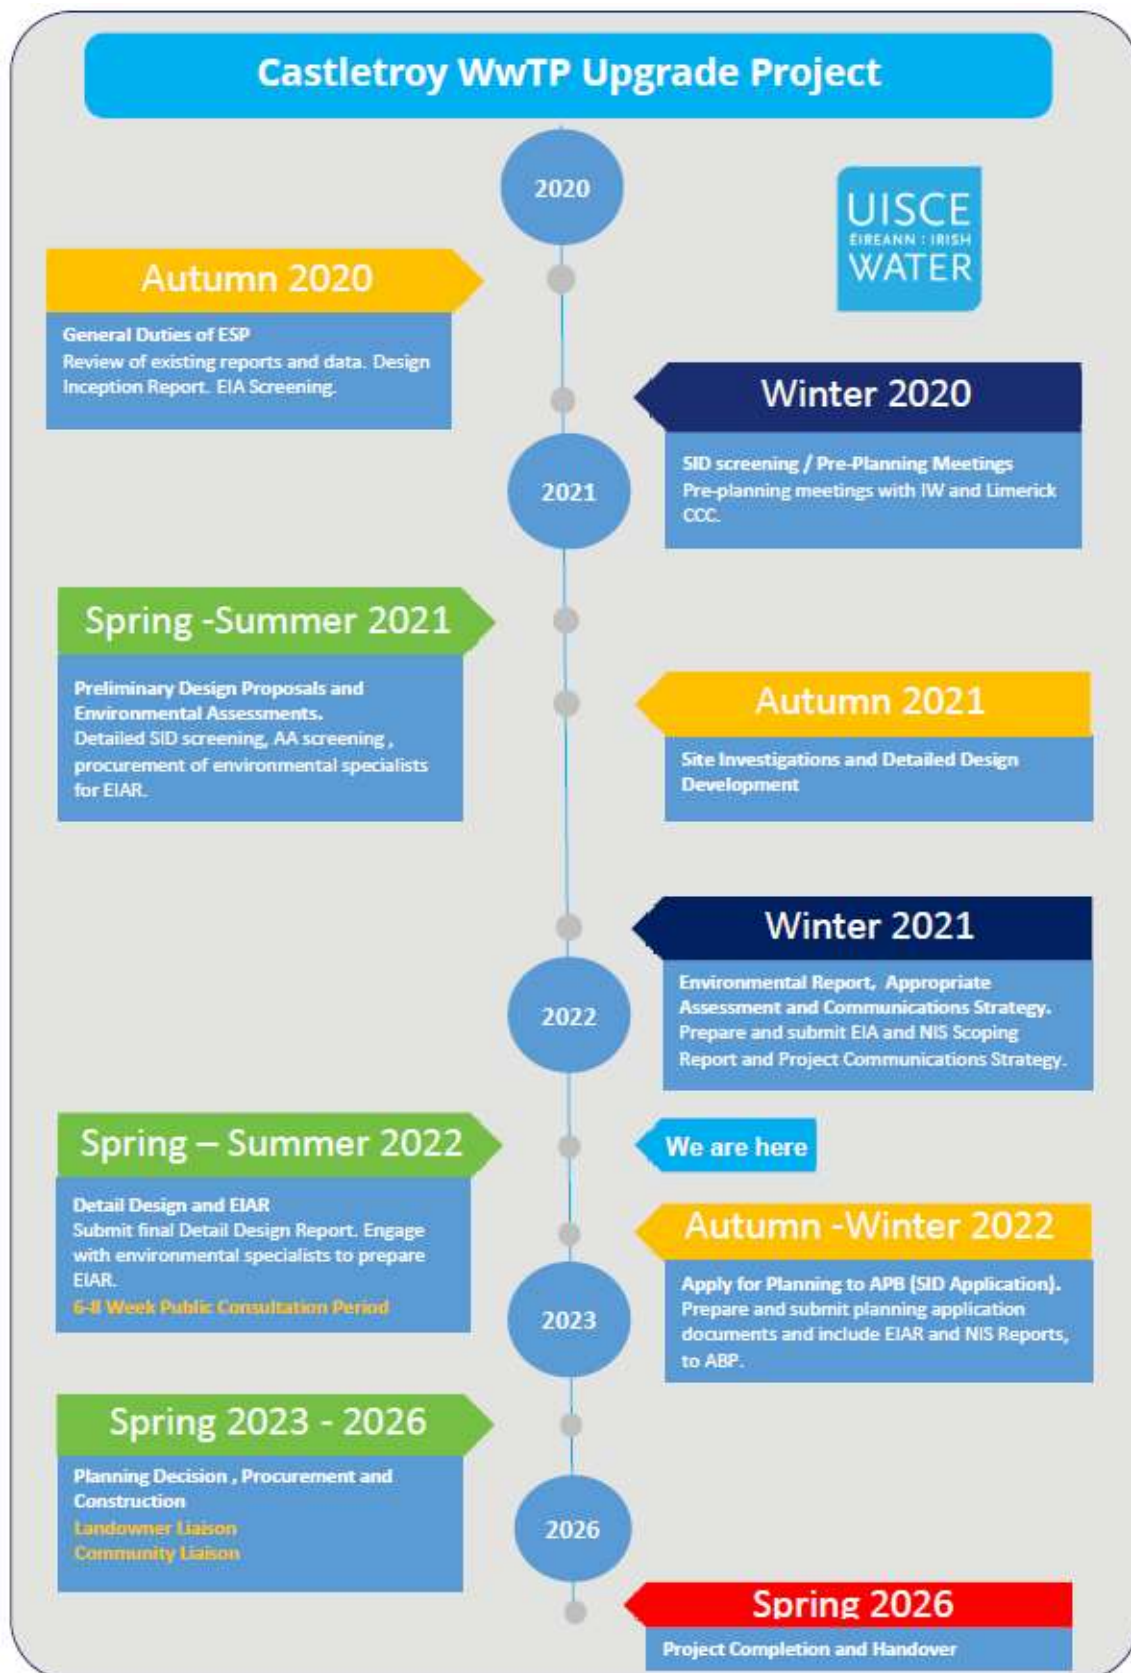 Castletroy WwTP Upgrade Project
2020
UISCE
ÉIREANN : IRISH
WATER
Autumn 2020
General Duties of ESP
Review of existing reports and data. Design
Inception Report. EIA Screening.
Winter 2020
SID screening / Pre-Planning Meetings
Pre-planning meetings with IW and Limerick
CCC.
2021
Spring -Summer 2021
Preliminary Design Proposals and
Environmental Assessments.
Detailed SID screening, AA screening ,
procurement of environmental specialists
for EIAR.
Autumn 2021
Site Investigations and Detailed Design
Development
Winter 2021
Environmental Report, Appropriate
Assessment and Communications Strategy.
Prepare and submit EIA and NIS Scoping
Report and Project Communications Strategy.
2022
Spring – Summer 2022
Detail Design and EIAR
Submit final Detail Design Report. Engage
with environmental specialists to prepare
EIAR.
6-8 Week Public Consultation Period
We are here
Autumn -Winter 2022
Apply for Planning to APB (SID Application).
Prepare and submit planning application
documents and include EIAR and NIS Reports,
to ABP.
2023
Spring 2023 - 2026
Planning Decision , Procurement and
Construction
Landowner Liaison
Community Liaison
2026
Spring 2026
Project Completion and Handover